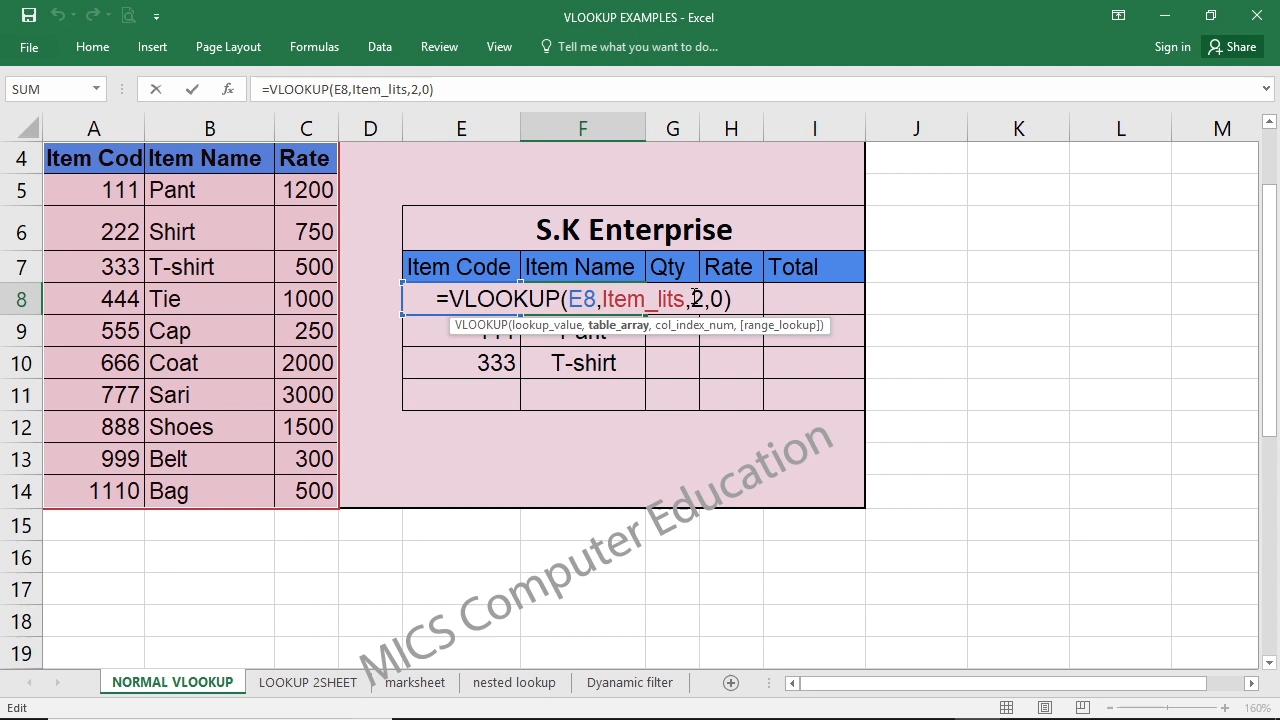 VLOOKUP EXAMPLES - Excel
File Home Insert Page Layout Formulas Data Review View Tell me what you want to do... Sign in Share
SUM =VLOOKUP(E8,Item_lits,2,0)
A B C D E F G H I J K L M
4 Item Cod Item Name Rate
5 111 Pant 1200
6 222 Shirt 750 S.K Enterprise
7 333 T-shirt 500 Item Code Item Name Qty Rate Total
8 444 Tie 1000 =VLOOKUP(E8,Item_lits,2,0)
VLOOKUP(lookup_value, table_array, col_index_num, [range_lookup])
9 555 Cap 250 111 Pant
10 666 Coat 2000 333 T-shirt
11 777 Sari 3000
12 888 Shoes 1500
13 999 Belt 300
14 1110 Bag 500
15
16
17
18
19
MICS Computer Education
NORMAL VLOOKUP LOOKUP 2SHEET marksheet nested lookup Dyanamic filter
Edit 160%